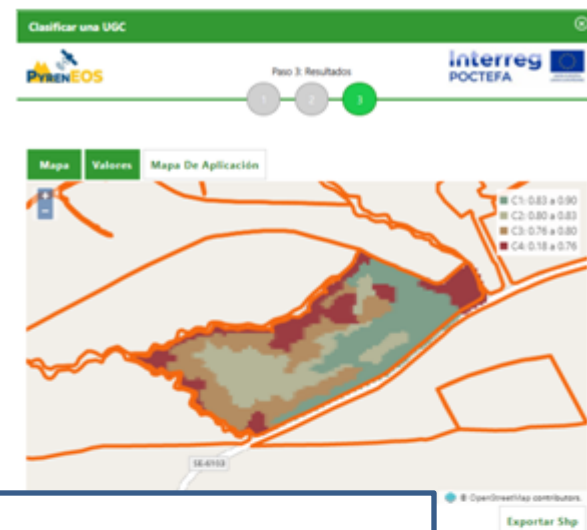 Clasificar una UGC
PYRENEOS
Paso 3: Resultados
Interreg
POCTEFA
1 2 3
Mapa Valores Mapa De Aplicación
+
-
C1: 0.83 a 0.90
C2: 0.80 a 0.83
C3: 0.76 a 0.80
C4: 0.18 a 0.76
SE-6103
© OpenStreetMap contributors.
Exportar Shp